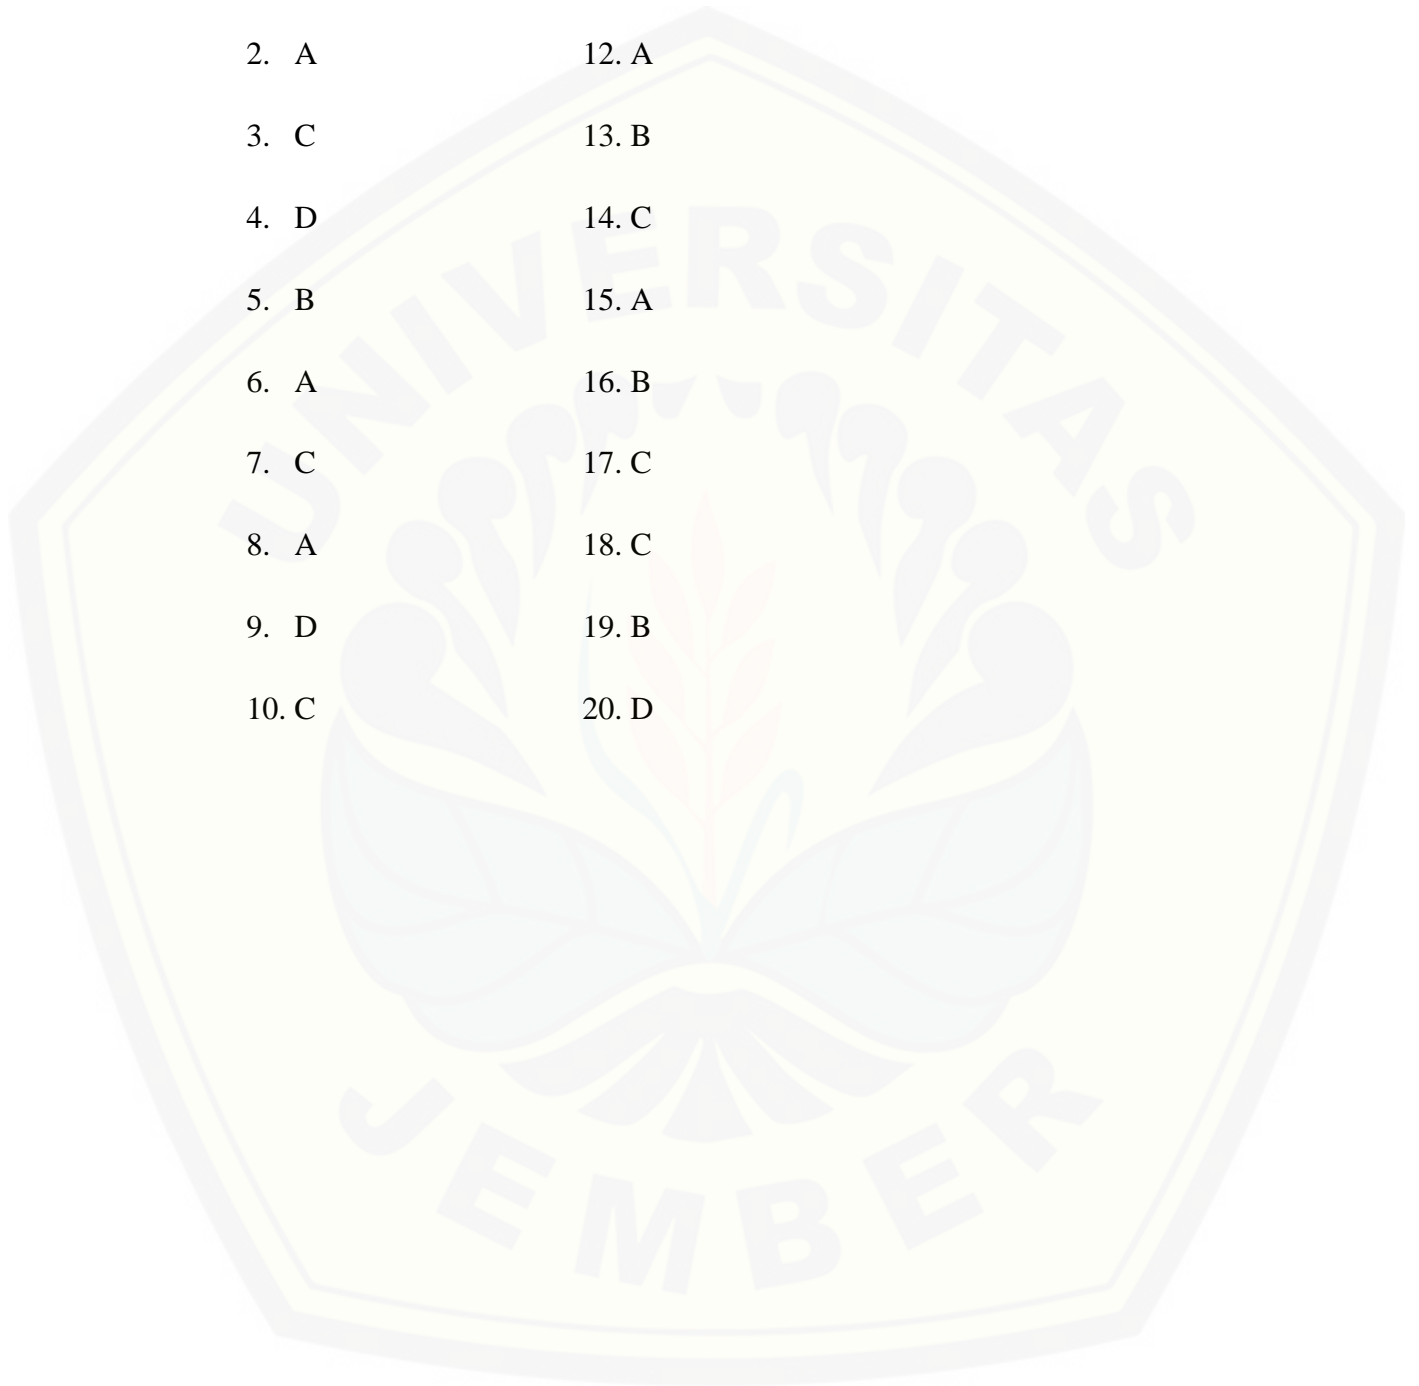 2. A 12. A
3. C 13. B
4. D 14. C
5. B 15. A
6. A 16. B
7. C 17. C
8. A 18. C
9. D 19. B
10. C 20. D
UNIVERSITAS
JEMBER